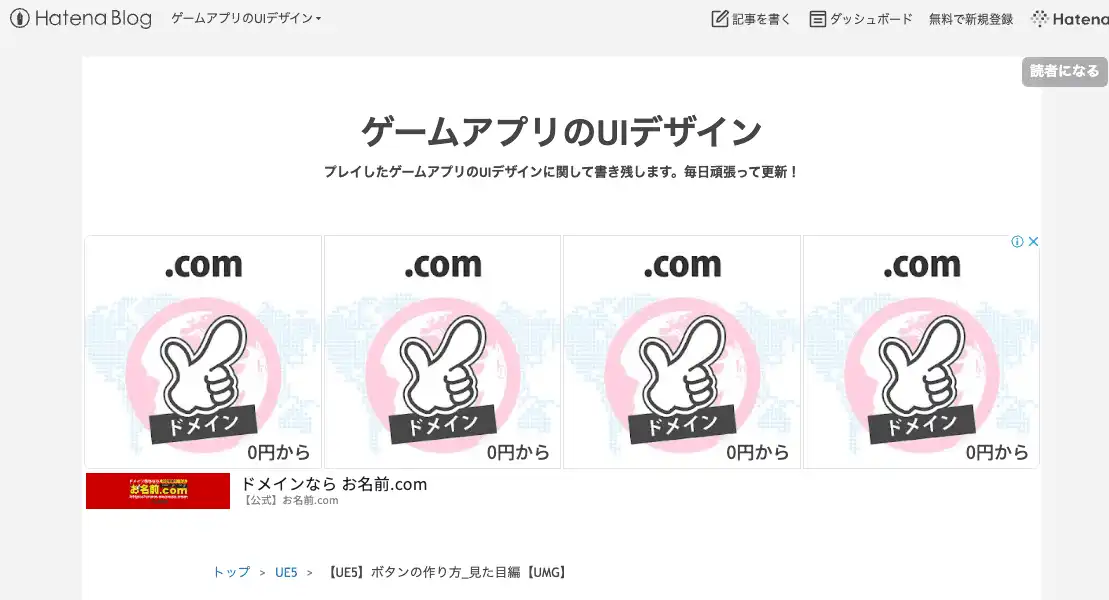 Hatena Blog ゲームアプリのUIデザイン 記事を書く ダッシュボード 無料で新規登録 Hatena
読者になる
ゲームアプリのUIデザイン
プレイしたゲームアプリのUIデザインに関して書き残します。毎日頑張って更新！
.com .com .com .com
ドメイン ドメイン ドメイン ドメイン
0円から 0円から 0円から 0円から
お名前.com
ドメインなら お名前.com
【公式】お名前.com
トップ > UE5 > 【UE5】ボタンの作り方_見た目編【UMG】